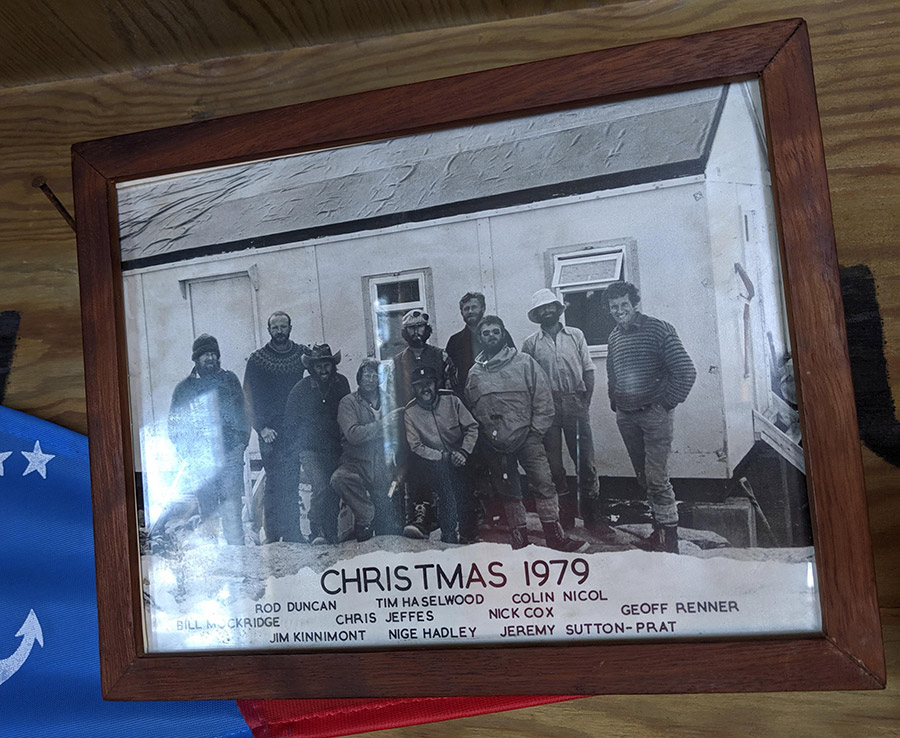 CHRISTMAS 1979
ROD DUNCAN TIM HASELWOOD COLIN NICOL
BILL MUCKRIDGE CHRIS JEFFES NICK COX GEOFF RENNER
JIM KINNIMONT NIGE HADLEY JEREMY SUTTON-PRAT